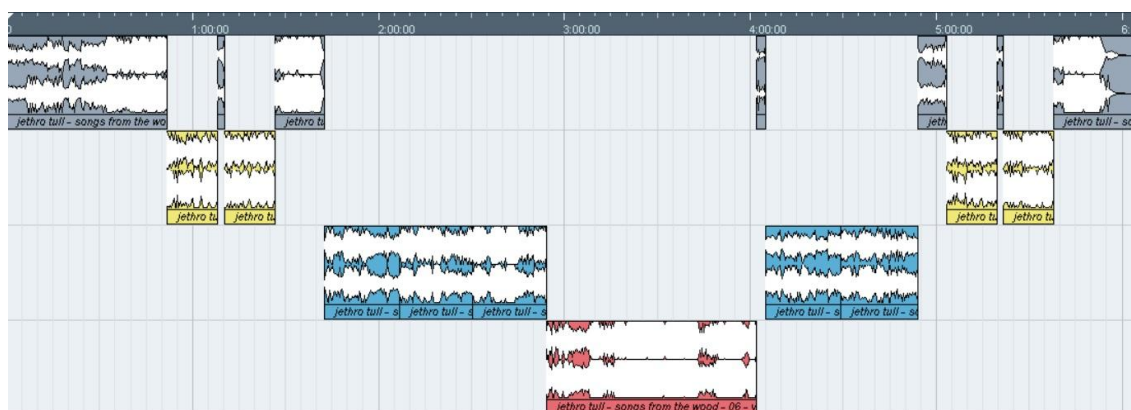 1:00:00 2:00:00 3:00:00 4:00:00 5:00:00 6:
jethro tull - songs from the wo jethro tu jethro jethro tull - so
jethro tu jethro tu jethro tu jethro tu
jethro tull - s jethro tull - s jethro tull - s jethro tull - s jethro tull - so
jethro tull - songs from the wood - 06 - v